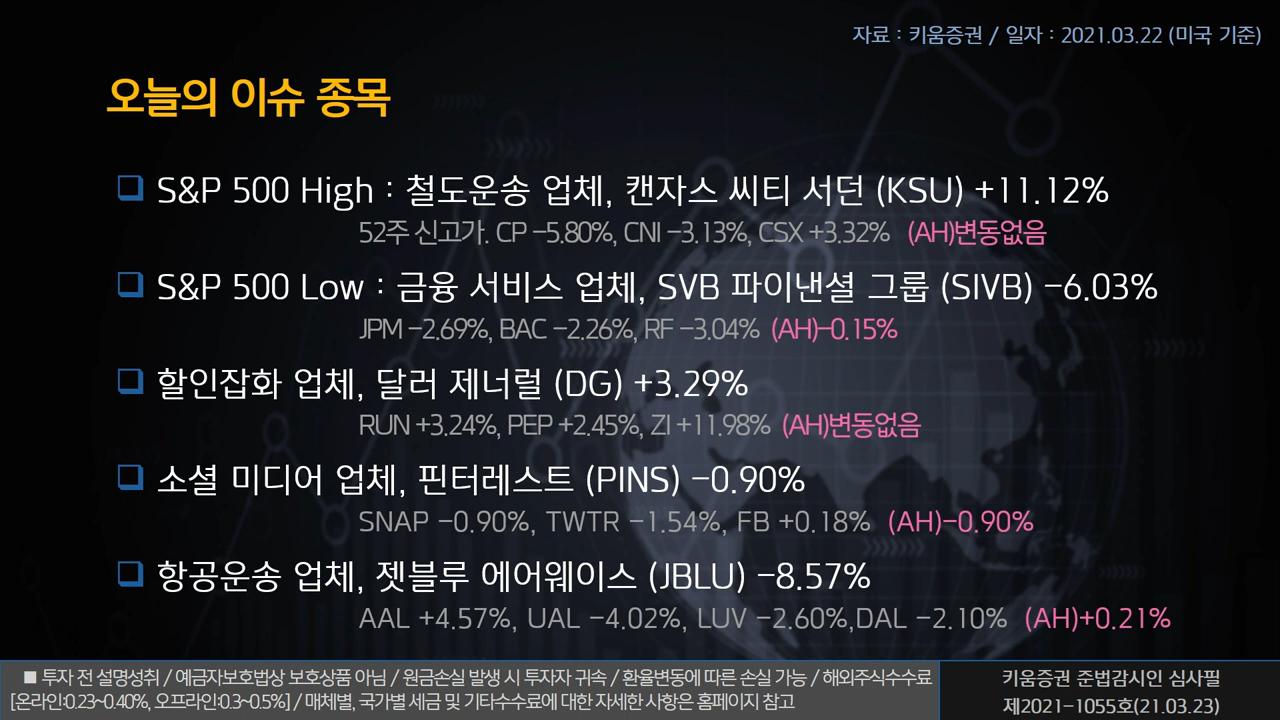 자료 : 키움증권 / 일자 : 2021.03.22 (미국 기준)
오늘의 이슈 종목
❑ S&P 500 High : 철도운송 업체, 캔자스 씨티 서던 (KSU) +11.12%
52주 신고가. CP -5.80%, CNI -3.13%, CSX +3.32% (AH)변동없음
❑ S&P 500 Low : 금융 서비스 업체, SVB 파이낸셜 그룹 (SIVB) -6.03%
JPM -2.69%, BAC -2.26%, RF -3.04% (AH)-0.15%
❑ 할인잡화 업체, 달러 제너럴 (DG) +3.29%
RUN +3.24%, PEP +2.45%, ZI +11.98% (AH)변동없음
❑ 소셜 미디어 업체, 핀터레스트 (PINS) -0.90%
SNAP -0.90%, TWTR -1.54%, FB +0.18% (AH)-0.90%
❑ 항공운송 업체, 젯블루 에어웨이스 (JBLU) -8.57%
AAL +4.57%, UAL -4.02%, LUV -2.60%,DAL -2.10% (AH)+0.21%
■ 투자 전 설명성취 / 예금자보호법상 보호상품 아님 / 원금손실 발생 시 투자자 귀속 / 환율변동에 따른 손실 가능 / 해외주식수수료
[온라인:0.23~0.40%, 오프라인:0.3~0.5%] / 매체별, 국가별 세금 및 기타수수료에 대한 자세한 사항은 홈페이지 참고
키움증권 준법감시인 심사필
제2021-1055호(21.03.23)